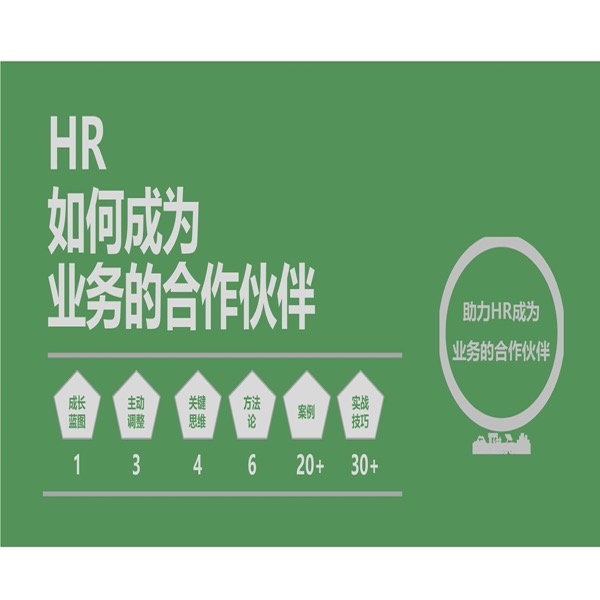 HR
如何成为
业务的合作伙伴
成长
蓝图
主动
调整
关键
思维
方法
论
案例
实战
技巧
1
3
4
6
20+
30+
助力HR成为
业务的合作伙伴